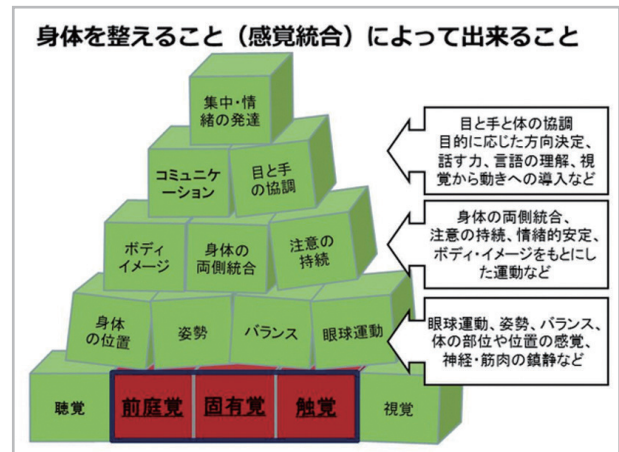 身体を整えること（感覚統合）によって出来ること
集中・情
緒の発達
コミュニケ
ーション
目と手
の協調
目と手と体の協調
目的に応じた方向決定、
話す力、言語の理解、視
覚から動きへの導入など
ボディ
イメージ
身体の
両側統合
注意の
持続
身体の両側統合、
注意の持続、情緒的安定、
ボディ・イメージをもとにし
た運動など
身体
の位置
姿勢
バランス
眼球運動
眼球運動、姿勢、バランス、
体の部位や位置の感覚、
神経・筋肉の鎮静など
聴覚
前庭覚
固有覚
触覚
視覚